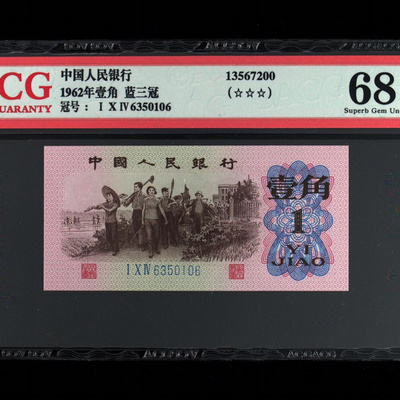 CG
UARANTY
中国人民银行
1962年壹角 蓝三冠
冠号： I X IV 6350106
13567200
(☆☆☆)
68
Superb Gem Un
中國人民銀行
壹角
1
YI
JIAO
I X IV 6350106